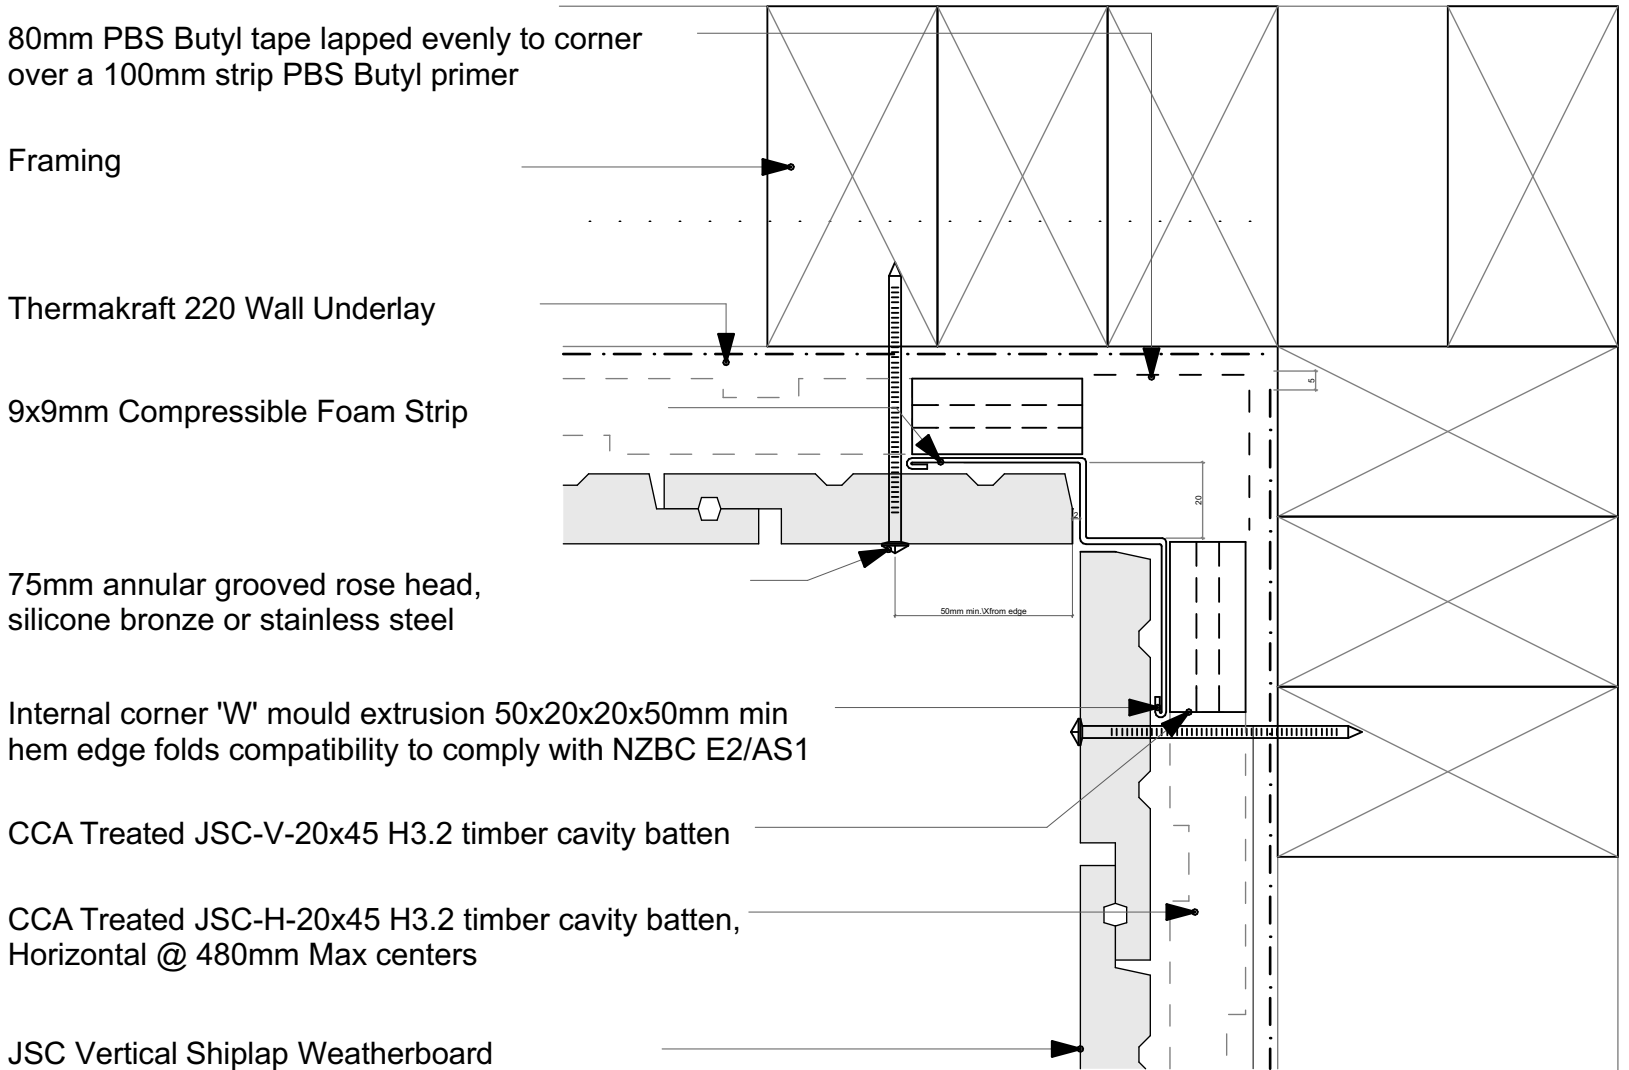 80mm PBS Butyl tape lapped evenly to corner
over a 100mm strip PBS Butyl primer
Framing
Thermakraft 220 Wall Underlay
5
9x9mm Compressible Foam Strip
20
2
75mm annular grooved rose head,
silicone bronze or stainless steel
50mm min.\Xfrom edge
Internal corner 'W' mould extrusion 50x20x20x50mm min
hem edge folds compatibility to comply with NZBC E2/AS1
CCA Treated JSC-V-20x45 H3.2 timber cavity batten
CCA Treated JSC-H-20x45 H3.2 timber cavity batten,
Horizontal @ 480mm Max centers
JSC Vertical Shiplap Weatherboard